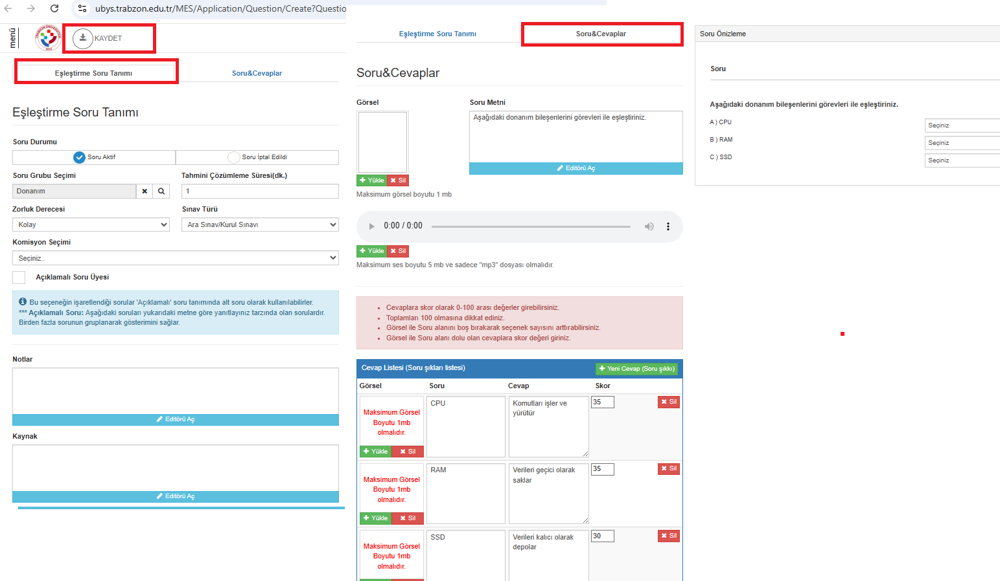 ubys.trabzon.edu.tr/MES/Application/Question/Create?Questio
menü
KAYDET
Eşleştirme Soru Tanımı
Soru&Cevaplar
Eşleştirme Soru Tanımı
Soru Durumu
Soru Aktif
Soru İptal Edildi
Soru Grubu Seçimi
Tahmini Çözümleme Süresi(dk.)
Donanım
1
Zorluk Derecesi
Sınav Türü
Kolay
Ara Sınav/Kurul Sınavı
Komisyon Seçimi
Seçiniz..
Açıklamalı Soru Üyesi
Bu seçeneğin işaretlendiği sorular 'Açıklamalı' soru tanımında alt soru olarak kullanılabilirler.
*** Açıklamalı Soru: Aşağıdaki soruları yukarıdaki metne göre yanıtlayınız tarzında olan sorulardır.
Birden fazla sorunun gruplanarak gösterimini sağlar.
Notlar
Editörü Aç
Kaynak
Editörü Aç
Eşleştirme Soru Tanımı
Soru&Cevaplar
Soru&Cevaplar
Görsel
Soru Metni
Aşağıdaki donanım bileşenlerini görevleri ile eşleştiriniz.
Editörü Aç
Yükle
Sil
Maksimum görsel boyutu 1 mb
0:00 / 0:00
Yükle
Sil
Maksimum ses boyutu 5 mb ve sadece "mp3" dosyası olmalıdır.
Cevaplara skor olarak 0-100 arası değerler girebilirsiniz.
Toplamları 100 olmasına dikkat ediniz.
Görsel ile Soru alanını boş bırakarak seçenek sayısını arttırabilirsiniz.
Görsel ile Soru alanı dolu olan cevaplara skor değeri giriniz.
Cevap Listesi (Soru şıkları listesi)
Yeni Cevap (Soru şıkkı)
Görsel
Soru
Cevap
Skor
Maksimum Görsel
Boyutu 1mb
olmalıdır.
Yükle
Sil
CPU
Komutları işler ve
yürütür
35
Sil
Maksimum Görsel
Boyutu 1mb
olmalıdır.
Yükle
Sil
RAM
Verileri geçici olarak
saklar
35
Sil
Maksimum Görsel
Boyutu 1mb
olmalıdır.
SSD
Verileri kalıcı olarak
depolar
30
Sil
Soru Önizleme
Soru
Aşağıdaki donanım bileşenlerini görevleri ile eşleştiriniz.
A ) CPU
Seçiniz
B ) RAM
Seçiniz
C ) SSD
Seçiniz